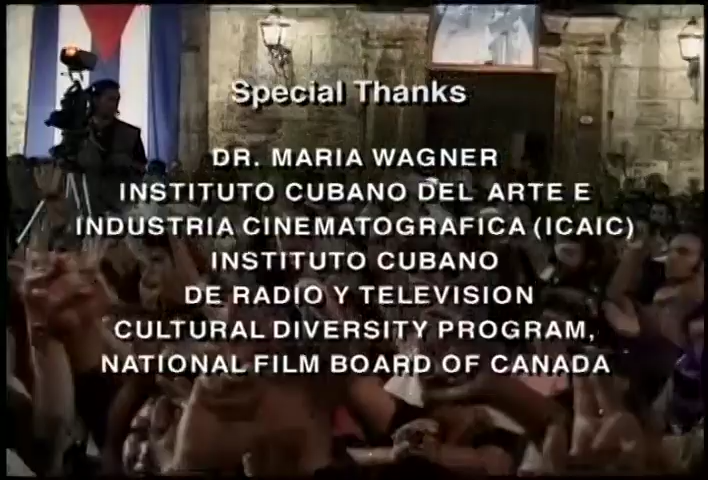 Special Thanks
DR. MARIA WAGNER
INSTITUTO CUBANO DEL ARTE E
INDUSTRIA CINEMATOGRAFICA (ICAIC)
INSTITUTO CUBANO
DE RADIO Y TELEVISION
CULTURAL DIVERSITY PROGRAM,
NATIONAL FILM BOARD OF CANADA